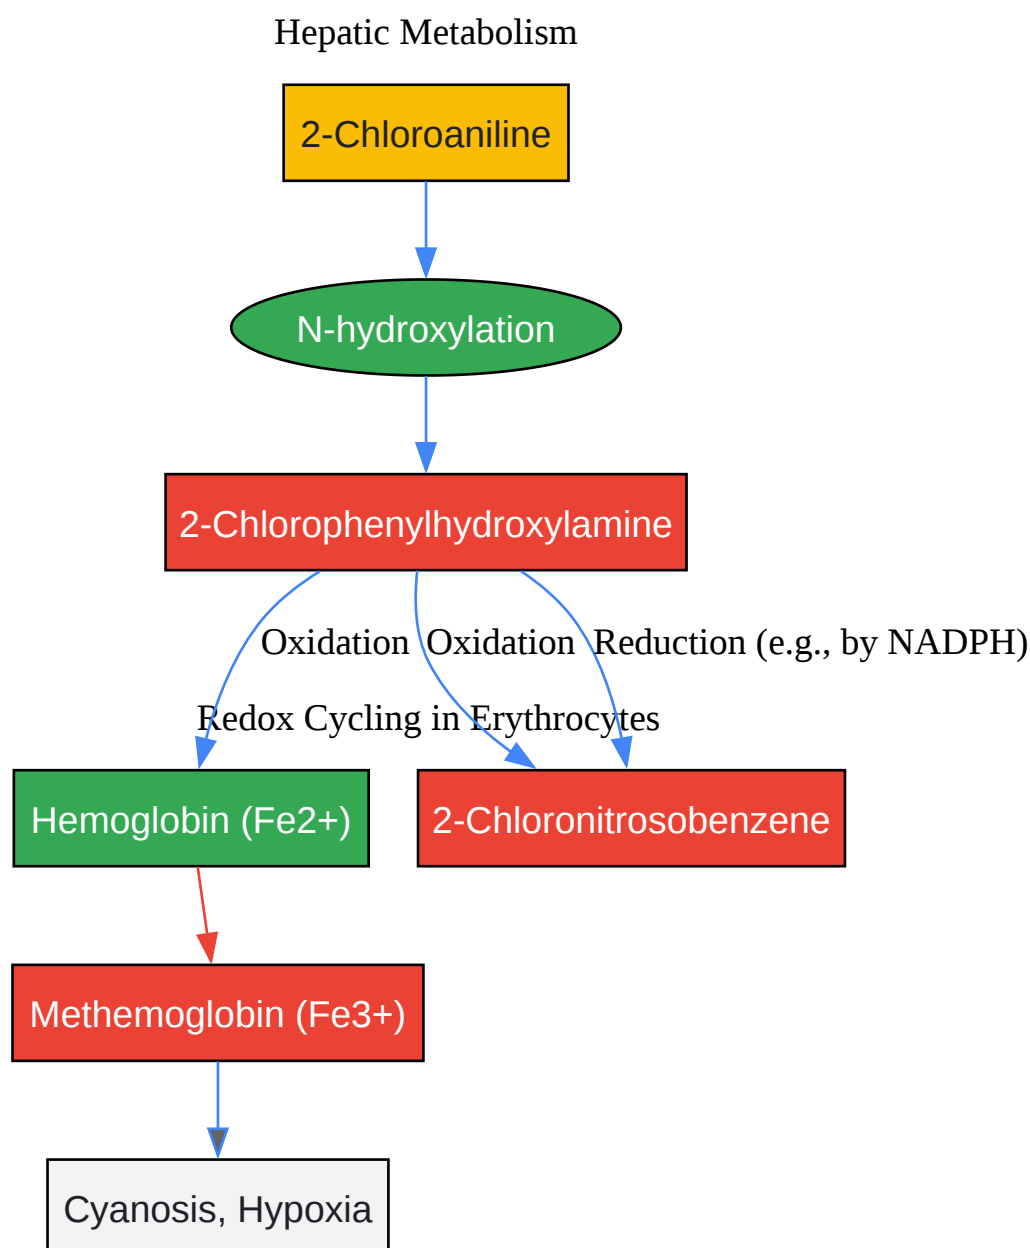 Hepatic Metabolism
2-Chloroaniline
N-hydroxylation
2-Chlorophenylhydroxylamine
Oxidation
Oxidation
Reduction (e.g., by NADPH)
Redox Cycling in Erythrocytes
Hemoglobin (Fe2+)
2-Chloronitrosobenzene
Methemoglobin (Fe3+)
Cyanosis, Hypoxia